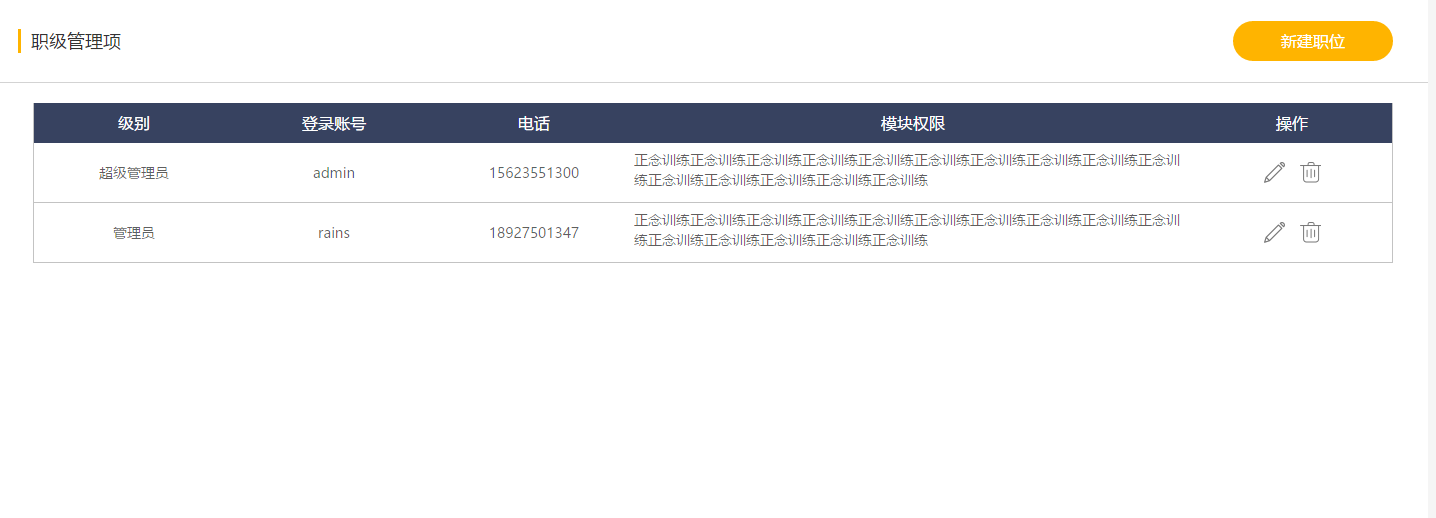 职级管理项
新建职位
级别 登录账号 电话 模块权限 操作
超级管理员 admin 15623551300 正念训练正念训练正念训练正念训练正念训练正念训练正念训练正念训练正念训练正念训
练正念训练正念训练正念训练正念训练正念训练
管理员 rains 18927501347 正念训练正念训练正念训练正念训练正念训练正念训练正念训练正念训练正念训练正念训
练正念训练正念训练正念训练正念训练正念训练